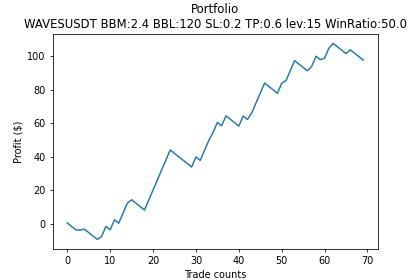 Portfolio
WAVESUSDT BBM:2.4 BBL:120 SL:0.2 TP:0.6 lev:15 WinRatio:50.0
100
80
60
40
20
0
Profit ($)
0 10 20 30 40 50 60 70
Trade counts